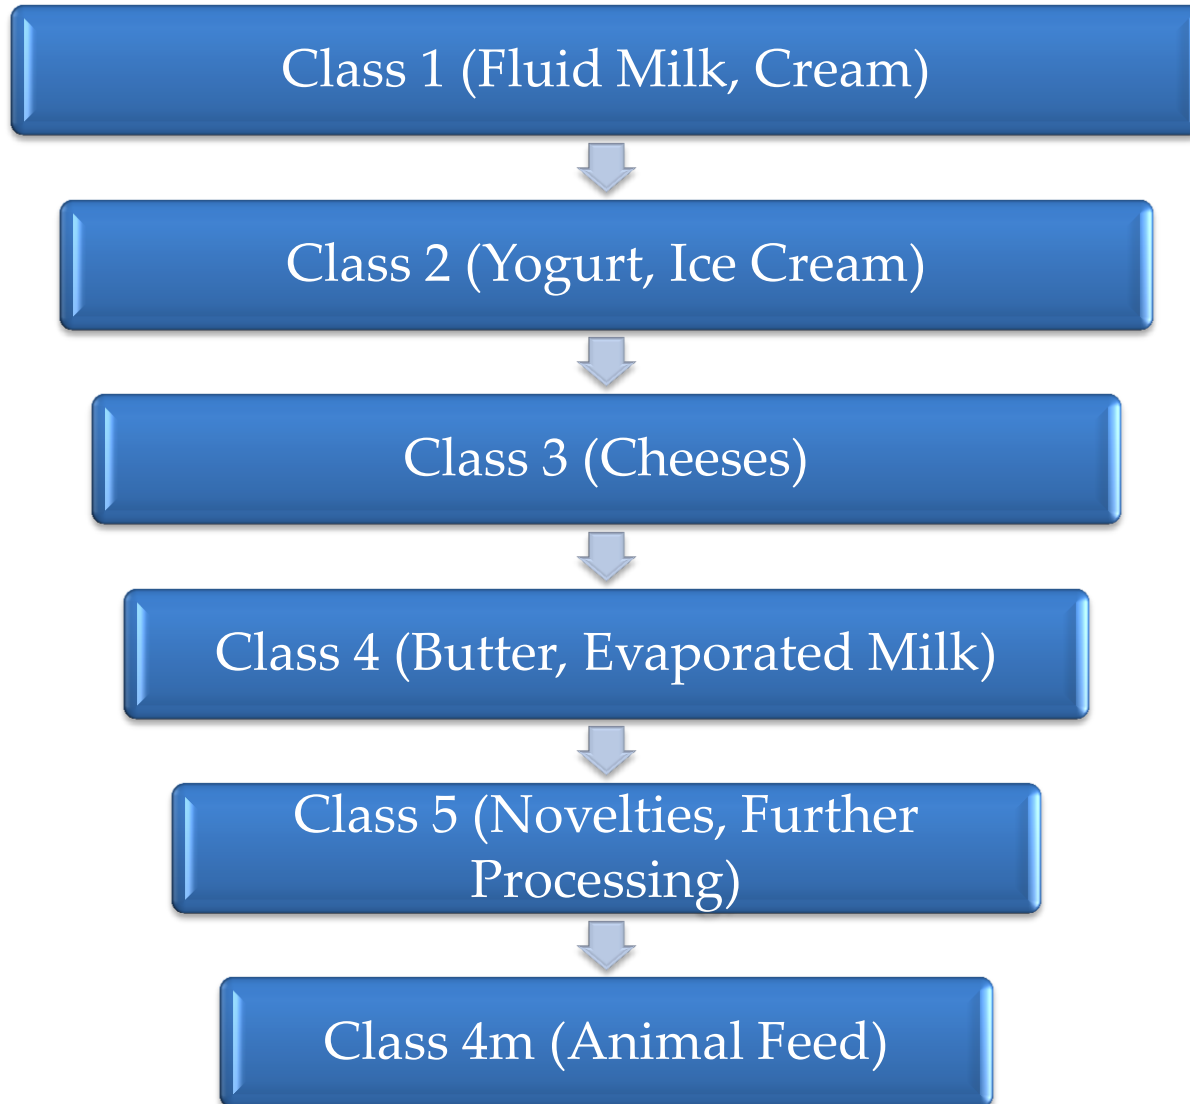 Class 1 (Fluid Milk, Cream)
Class 2 (Yogurt, Ice Cream)
Class 3 (Cheeses)
Class 4 (Butter, Evaporated Milk)
Class 5 (Novelties, Further
Processing)
Class 4m (Animal Feed)